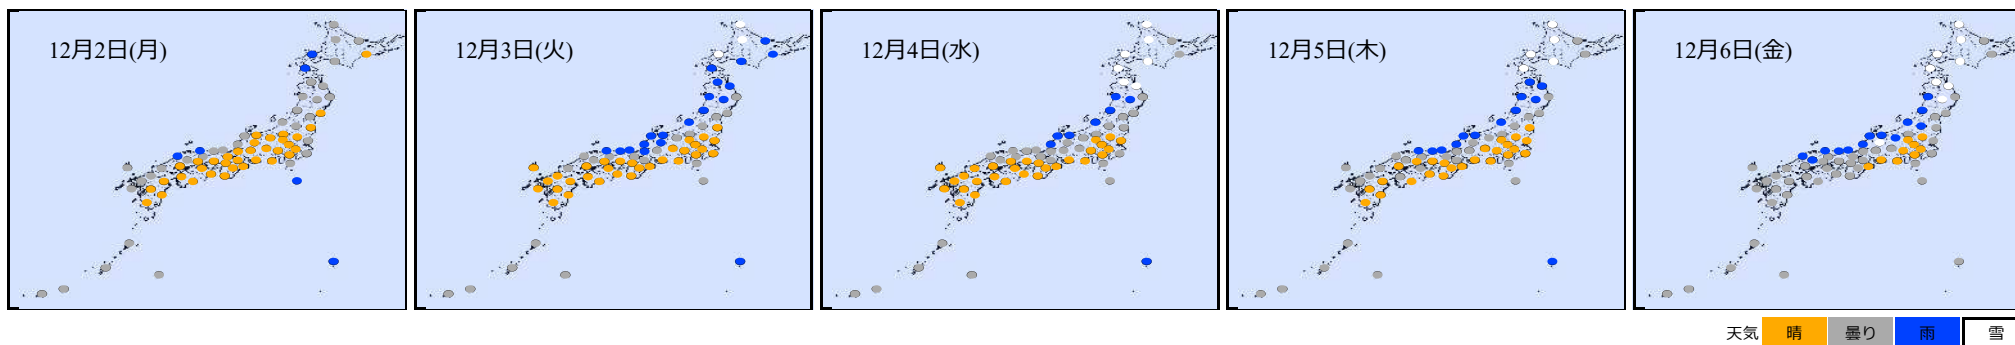 12月2日(月)
12月3日(火)
12月4日(水)
12月5日(木)
12月6日(金)
天気 晴 曇り 雨 雪